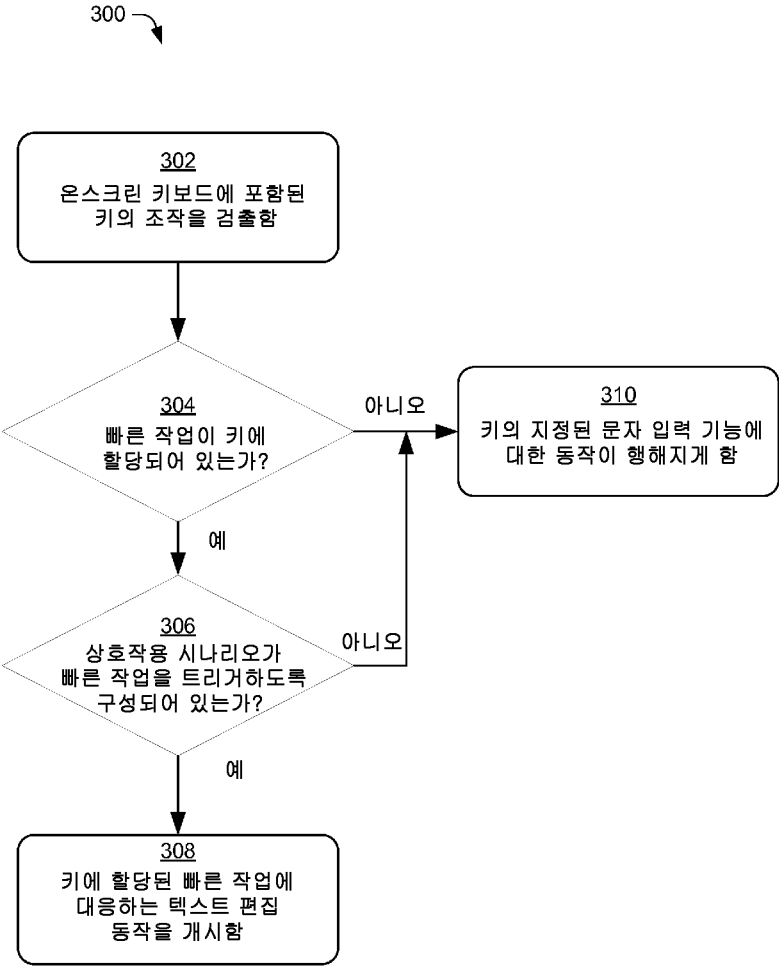 300
302
온스크린 키보드에 포함된
키의 조작을 검출함
304
빠른 작업이 키에
할당되어 있는가?
아니오
310
키의 지정된 문자 입력 기능에
대한 동작이 행해지게 함
예
306
상호작용 시나리오가
빠른 작업을 트리거하도록
구성되어 있는가?
아니오
예
308
키에 할당된 빠른 작업에
대응하는 텍스트 편집
동작을 개시함